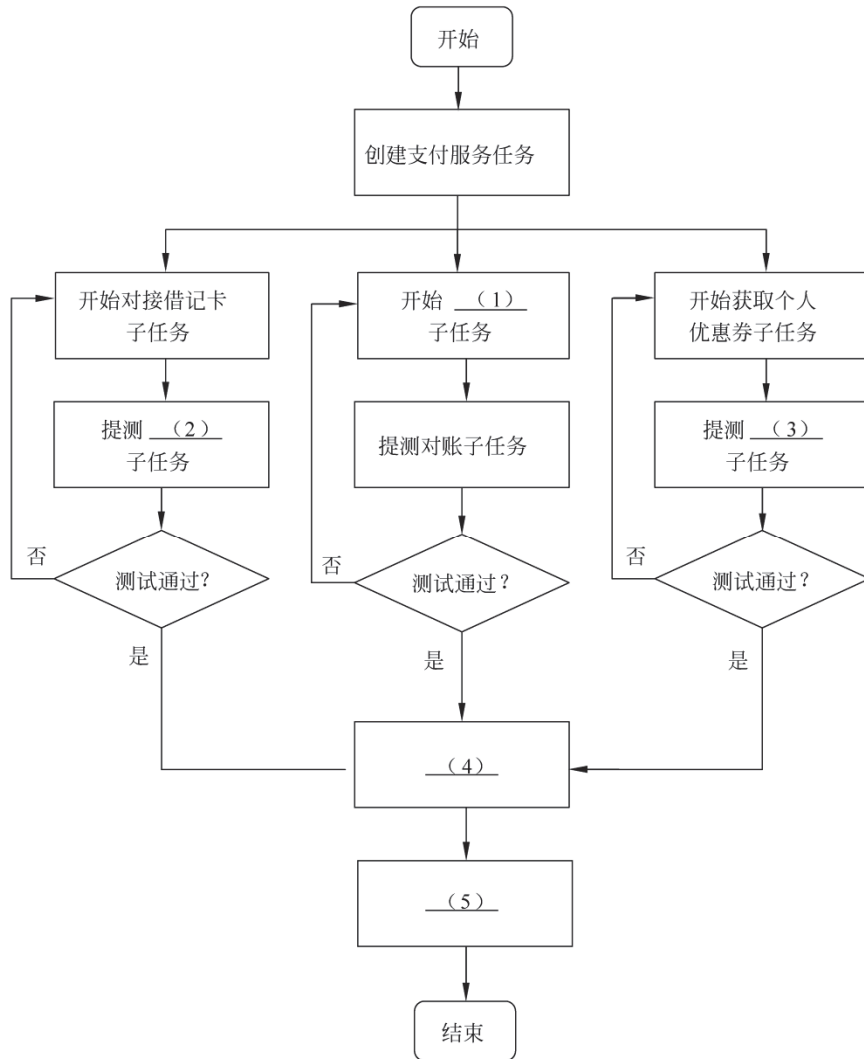 开始
创建支付服务任务
开始对接借记卡
子任务
开始 （1）
子任务
开始获取个人
优惠券子任务
提测 （2）
子任务
提测对账子任务
提测 （3）
子任务
否
测试通过？
否
测试通过？
否
测试通过？
是
是
是
（4）
（5）
结束